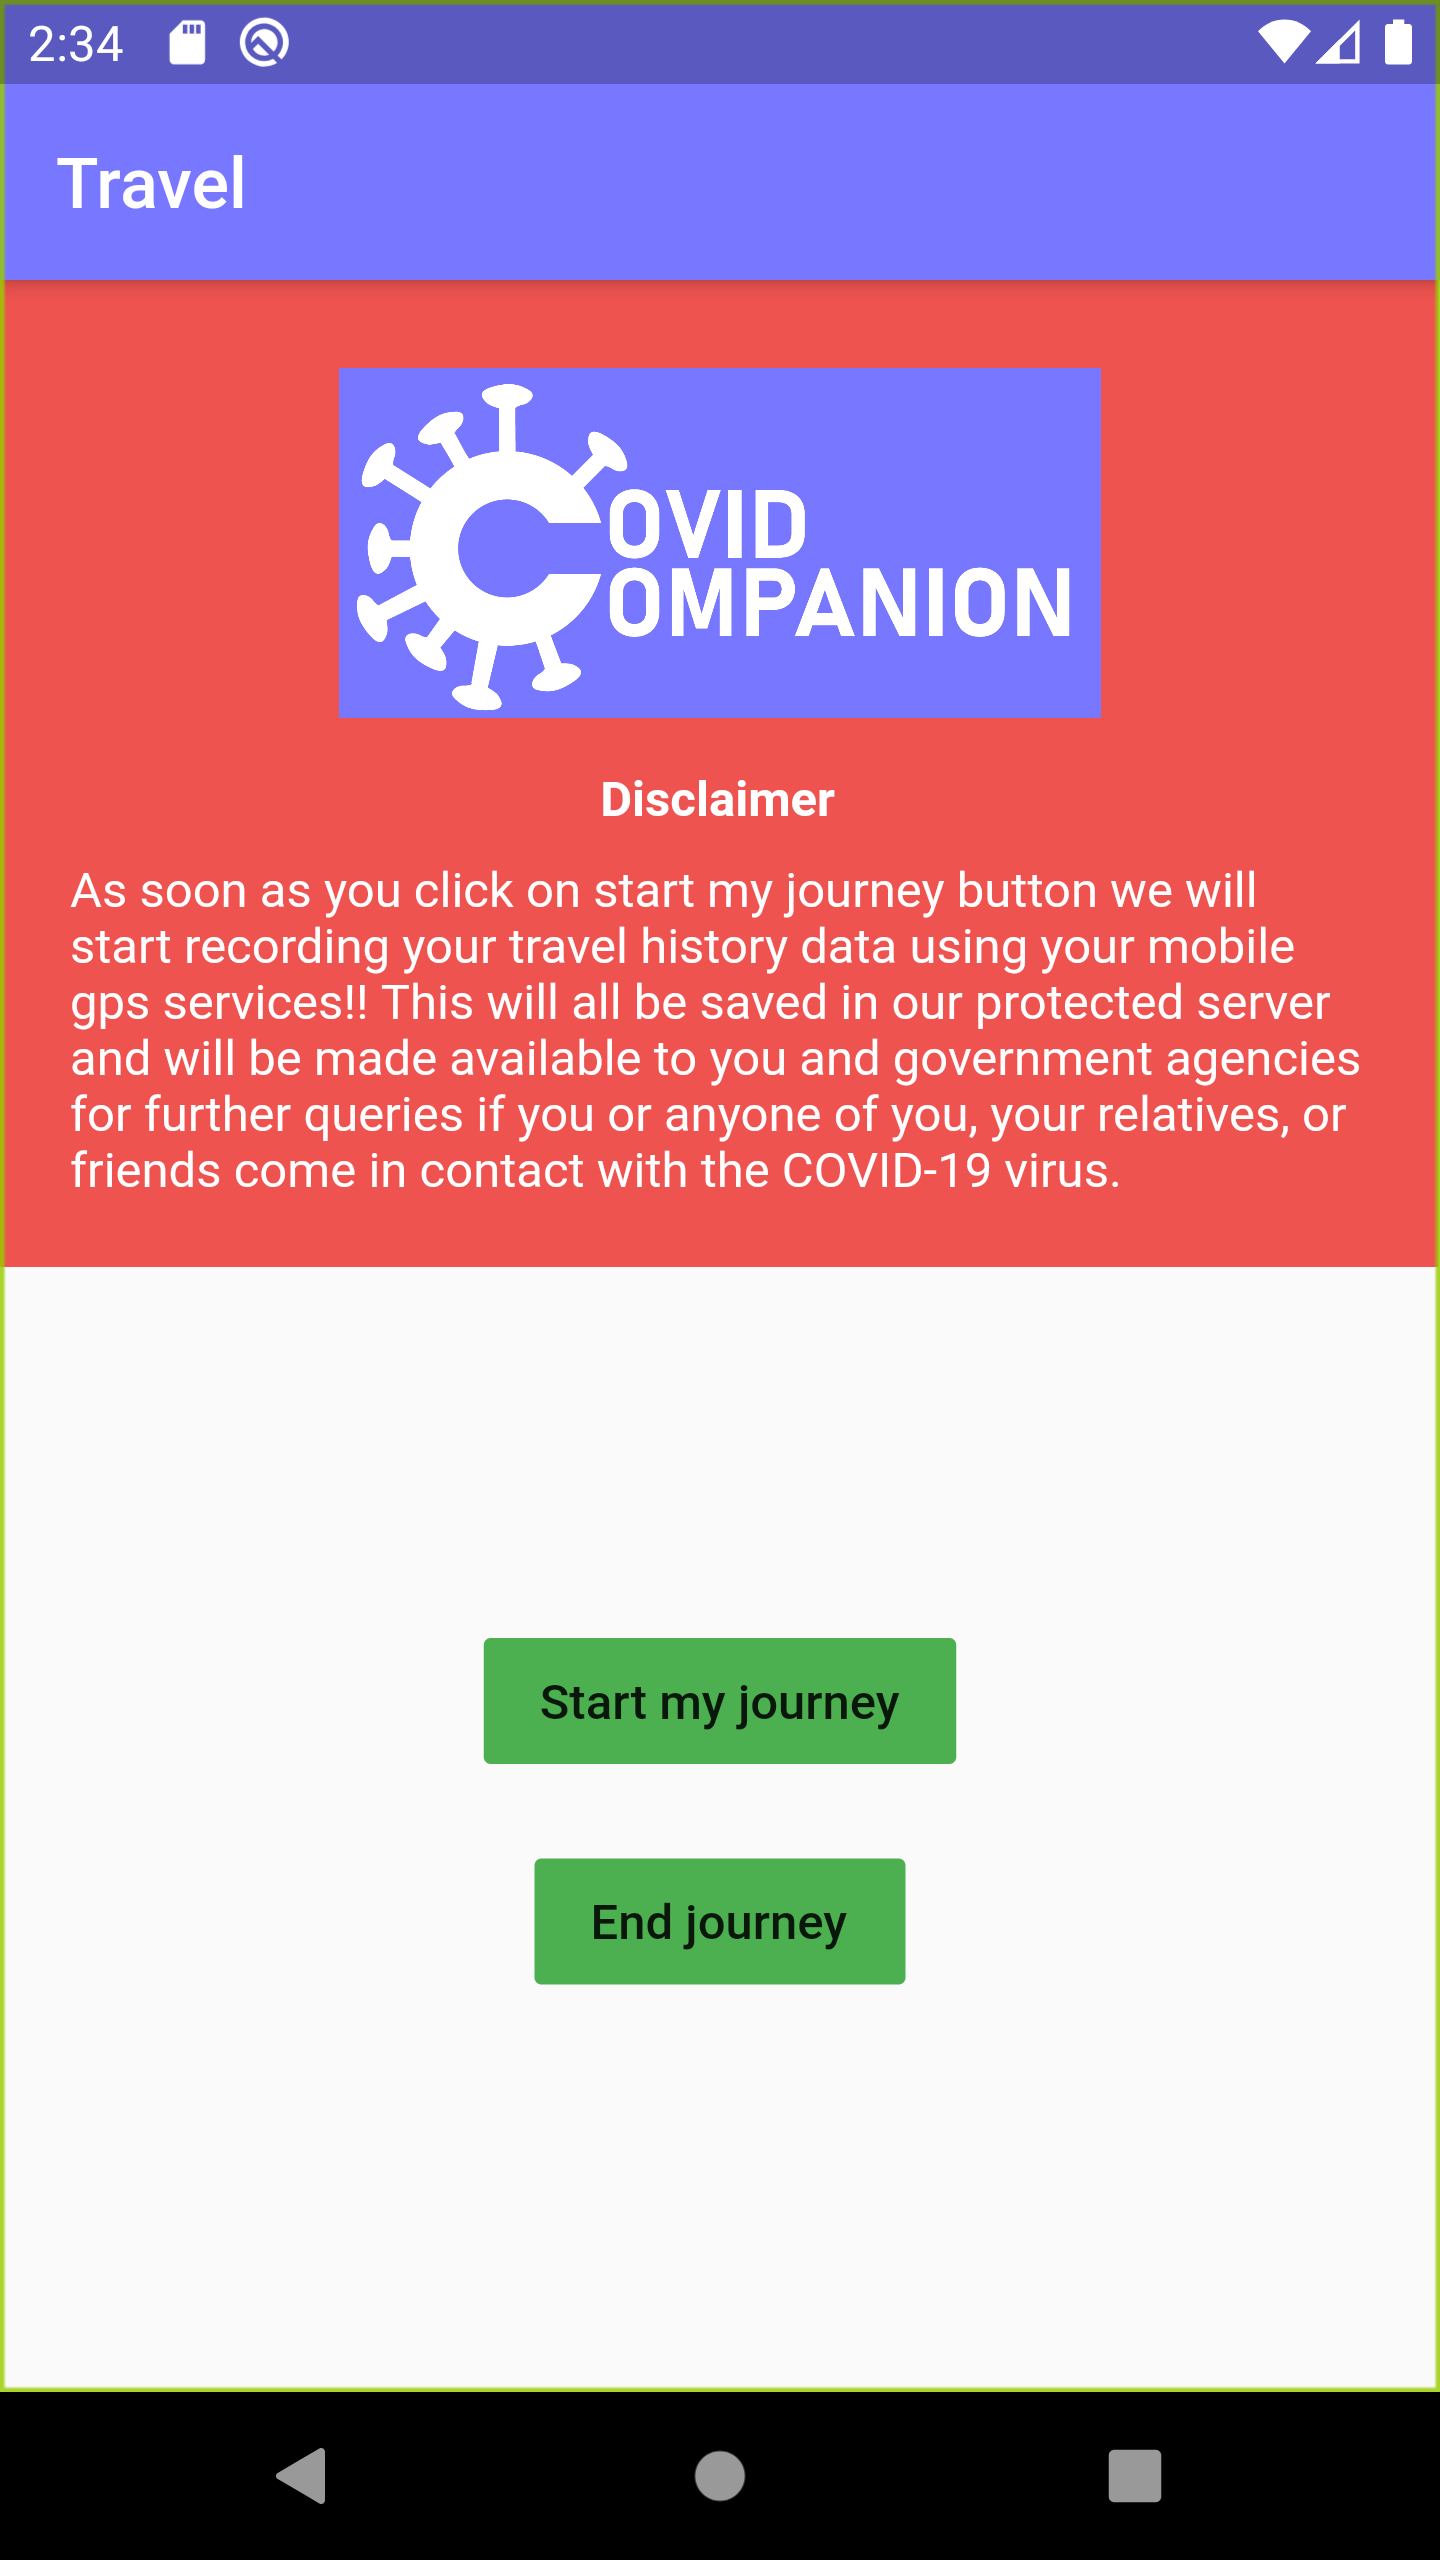 2:34
Travel
COVID
COMPANION
Disclaimer
As soon as you click on start my journey button we will
start recording your travel history data using your mobile
gps services!! This will all be saved in our protected server
and will be made available to you and government agencies
for further queries if you or anyone of you, your relatives, or
friends come in contact with the COVID-19 virus.
Start my journey
End journey